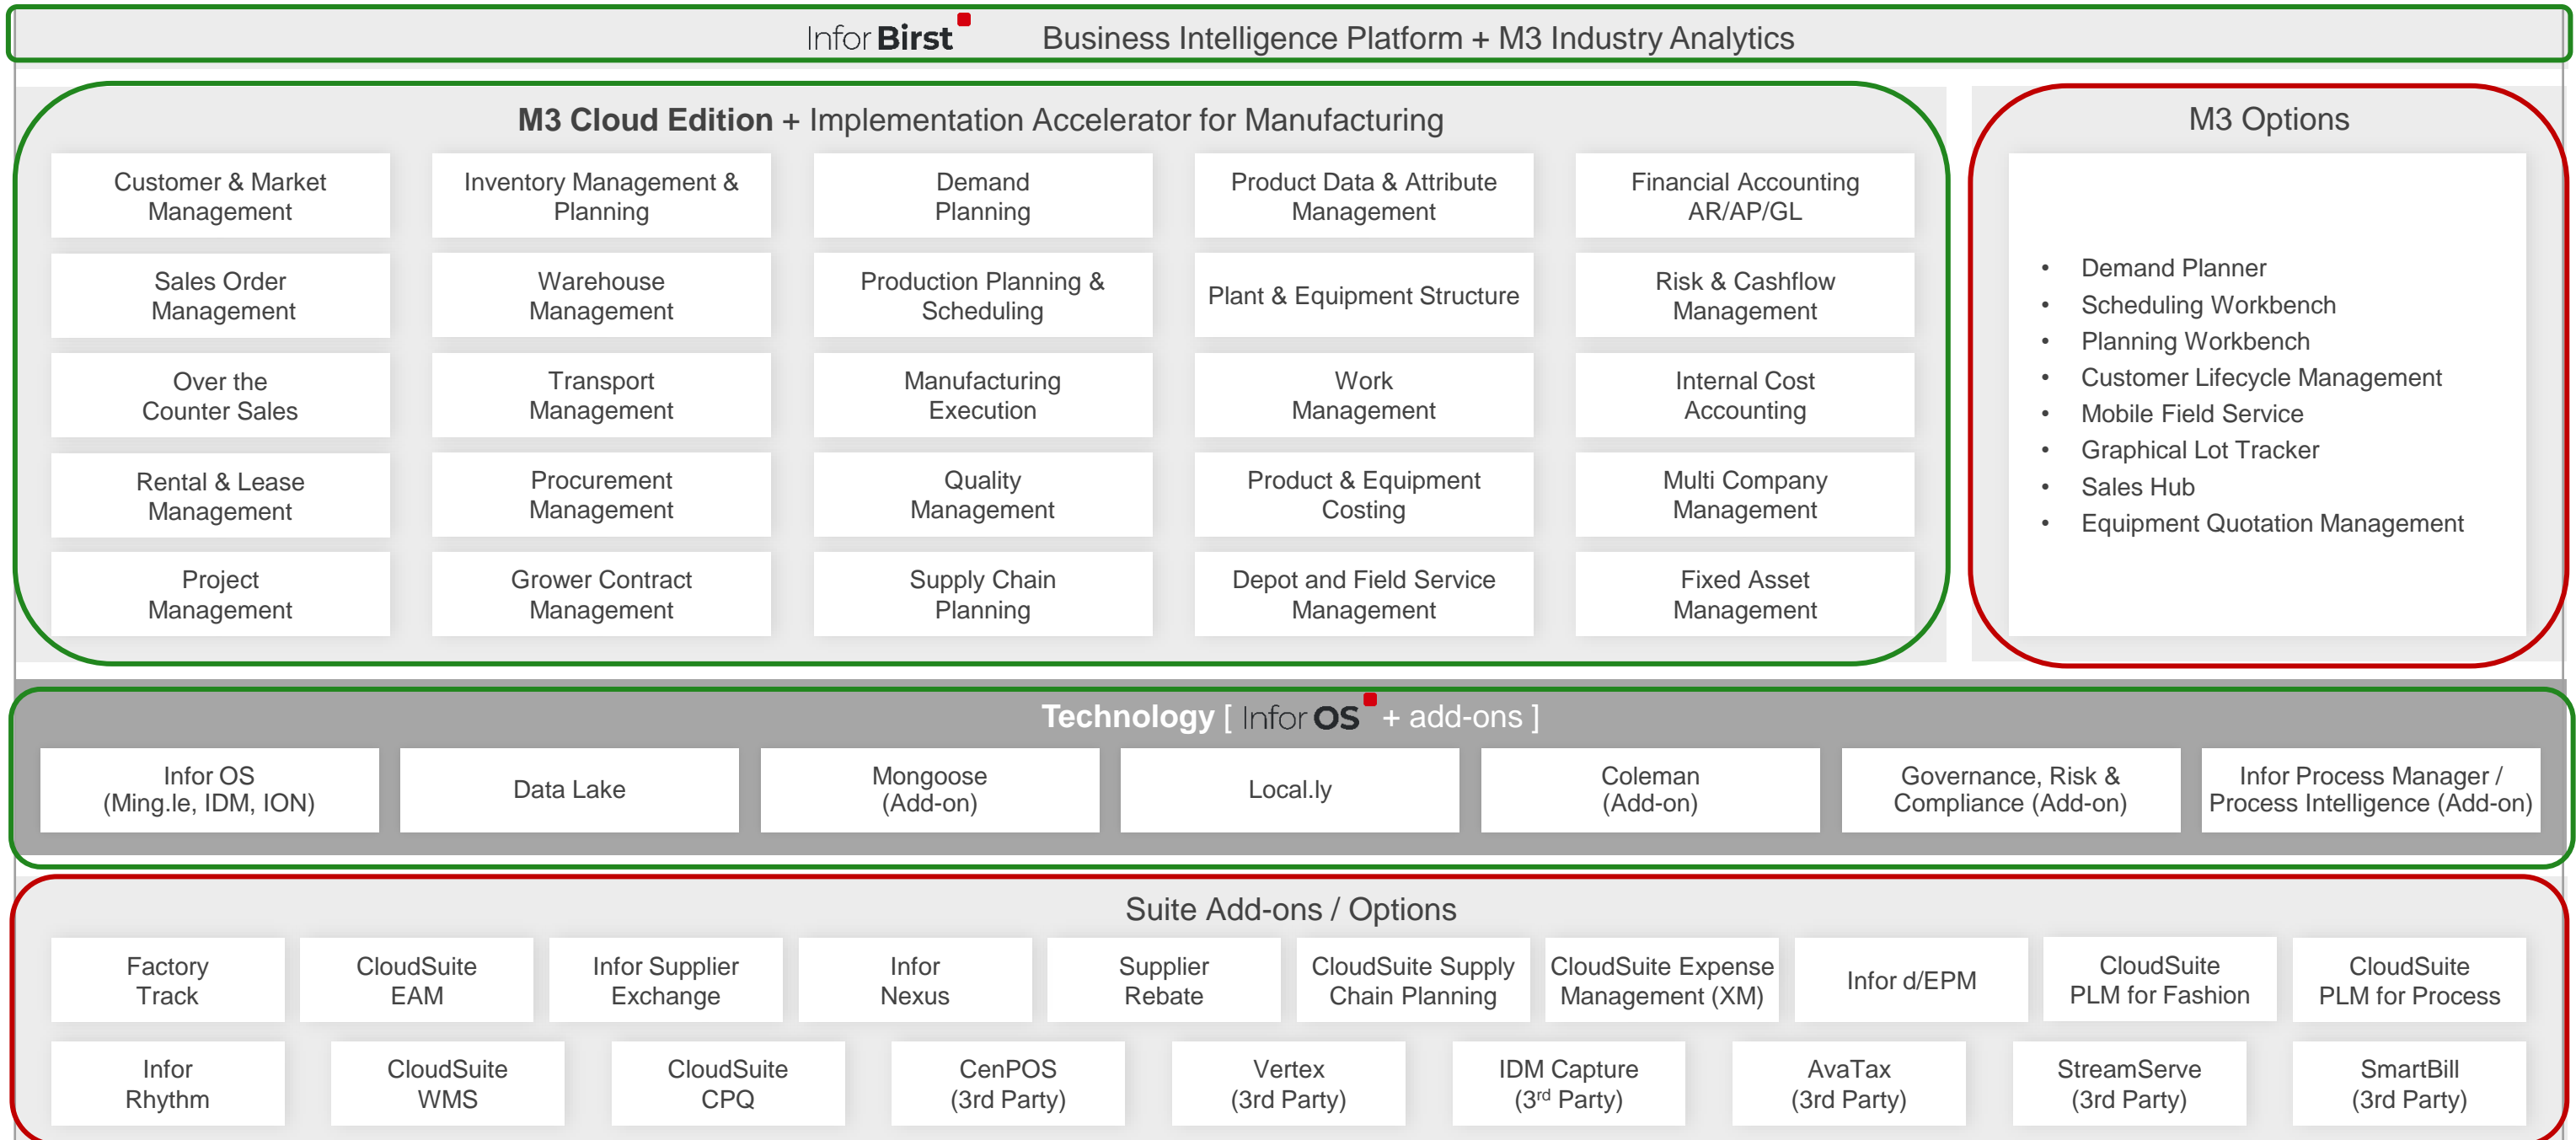 Infor Birst Business Intelligence Platform + M3 Industry Analytics
M3 Cloud Edition + Implementation Accelerator for Manufacturing
Customer & Market
Management
Inventory Management &
Planning
Demand
Planning
Product Data & Attribute
Management
Financial Accounting
AR/AP/GL
Sales Order
Management
Warehouse
Management
Production Planning &
Scheduling
Plant & Equipment Structure
Risk & Cashflow
Management
Over the
Counter Sales
Transport
Management
Manufacturing
Execution
Work
Management
Internal Cost
Accounting
Rental & Lease
Management
Procurement
Management
Quality
Management
Product & Equipment
Costing
Multi Company
Management
Project
Management
Grower Contract
Management
Supply Chain
Planning
Depot and Field Service
Management
Fixed Asset
Management
M3 Options
• Demand Planner
• Scheduling Workbench
• Planning Workbench
• Customer Lifecycle Management
• Mobile Field Service
• Graphical Lot Tracker
• Sales Hub
• Equipment Quotation Management
Technology [ Infor OS + add-ons ]
Infor OS
(Ming.le, IDM, ION)
Data Lake
Mongoose
(Add-on)
Local.ly
Coleman
(Add-on)
Governance, Risk &
Compliance (Add-on)
Infor Process Manager /
Process Intelligence (Add-on)
Suite Add-ons / Options
Factory
Track
CloudSuite
EAM
Infor Supplier
Exchange
Infor
Nexus
Supplier
Rebate
CloudSuite Supply
Chain Planning
CloudSuite Expense
Management (XM)
Infor d/EPM
CloudSuite
PLM for Fashion
CloudSuite
PLM for Process
Infor
Rhythm
CloudSuite
WMS
CloudSuite
CPQ
CenPOS
(3rd Party)
Vertex
(3rd Party)
IDM Capture
(3rd Party)
AvaTax
(3rd Party)
StreamServe
(3rd Party)
SmartBill
(3rd Party)